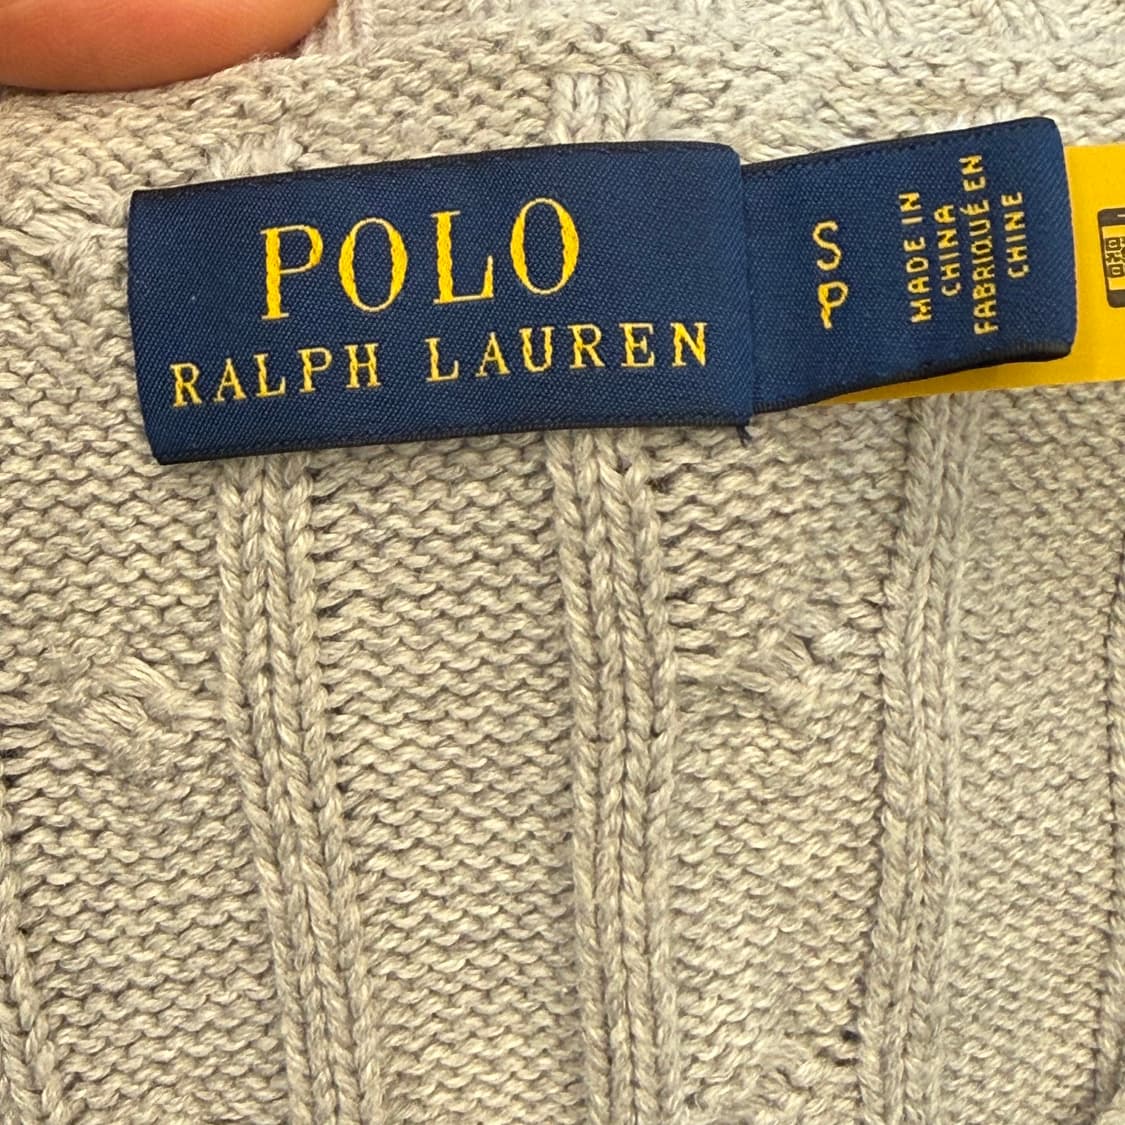 POLO
RALPH LAUREN
S
P
MADE IN
CHINA
FABRIQUÉ EN
CHINE